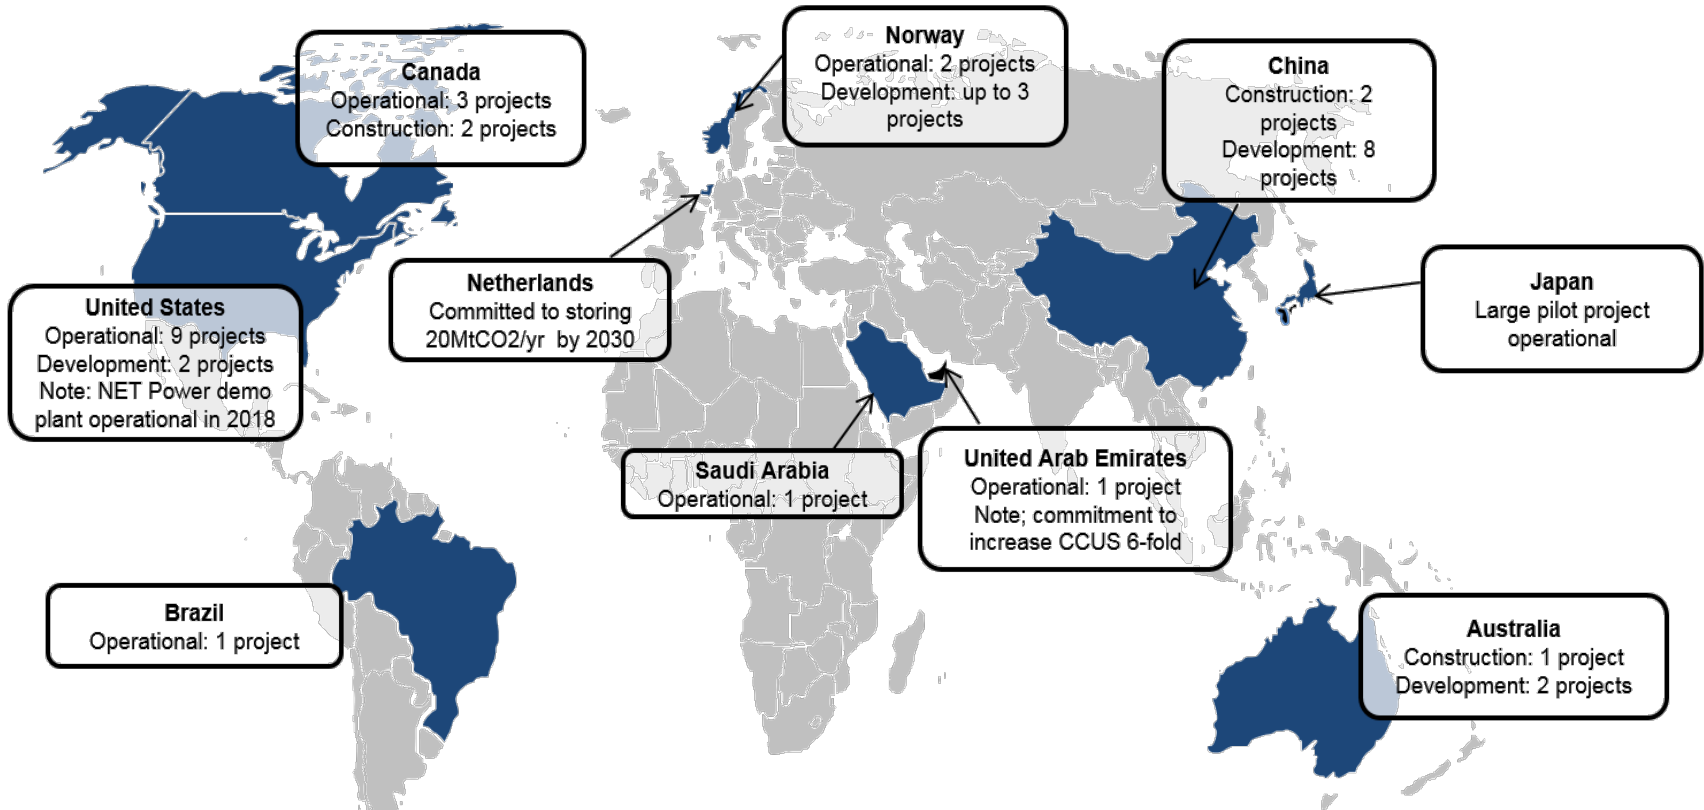 Norway
Operational: 2 projects
Development: up to 3
projects
Canada
Operational: 3 projects
Construction: 2 projects
China
Construction: 2
projects
Development: 8
projects
Netherlands
Committed to storing
20MtCO2/yr  by 2030
Japan
Large pilot project
operational
United States
Operational: 9 projects
Development: 2 projects
Note: NET Power demo
plant operational in 2018
Saudi Arabia
Operational: 1 project
United Arab Emirates
Operational: 1 project
Note; commitment to
increase CCUS 6-fold
Brazil
Operational: 1 project
Australia
Construction: 1 project
Development: 2 projects